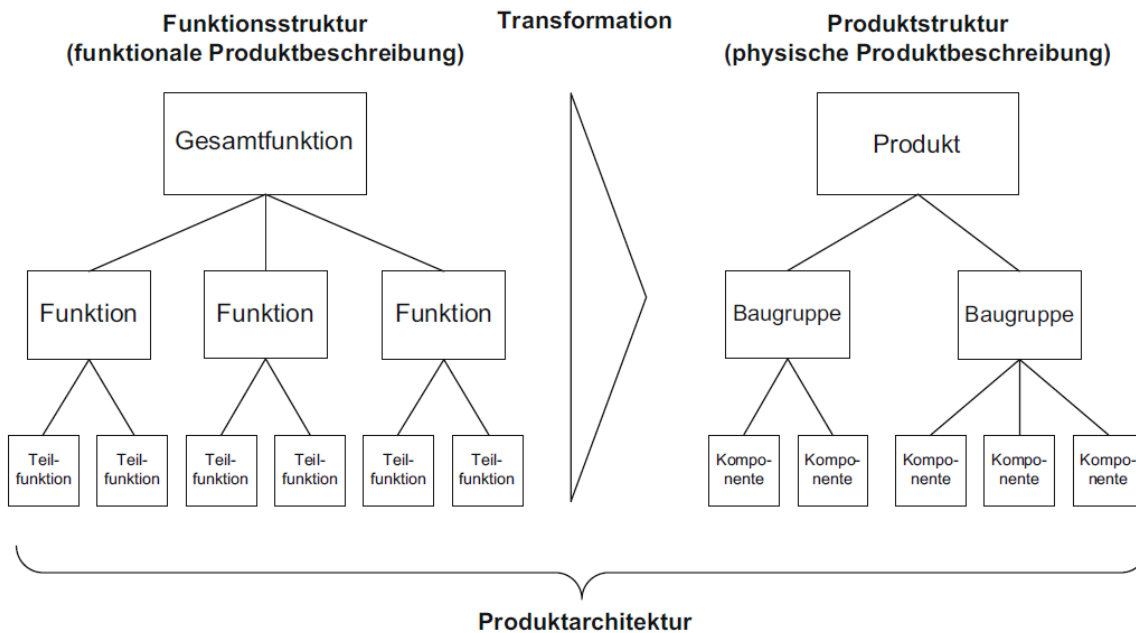 Funktionsstruktur
(funktionale Produktbeschreibung)
Transformation
Produktstruktur
(physische Produktbeschreibung)
Gesamtfunktion
Produkt
Funktion
Funktion
Funktion
Baugruppe
Baugruppe
Teil-
funktion
Teil-
funktion
Teil-
funktion
Teil-
funktion
Teil-
funktion
Teil-
funktion
Kompo-
nente
Kompo-
nente
Kompo-
nente
Kompo-
nente
Kompo-
nente
Produktarchitektur